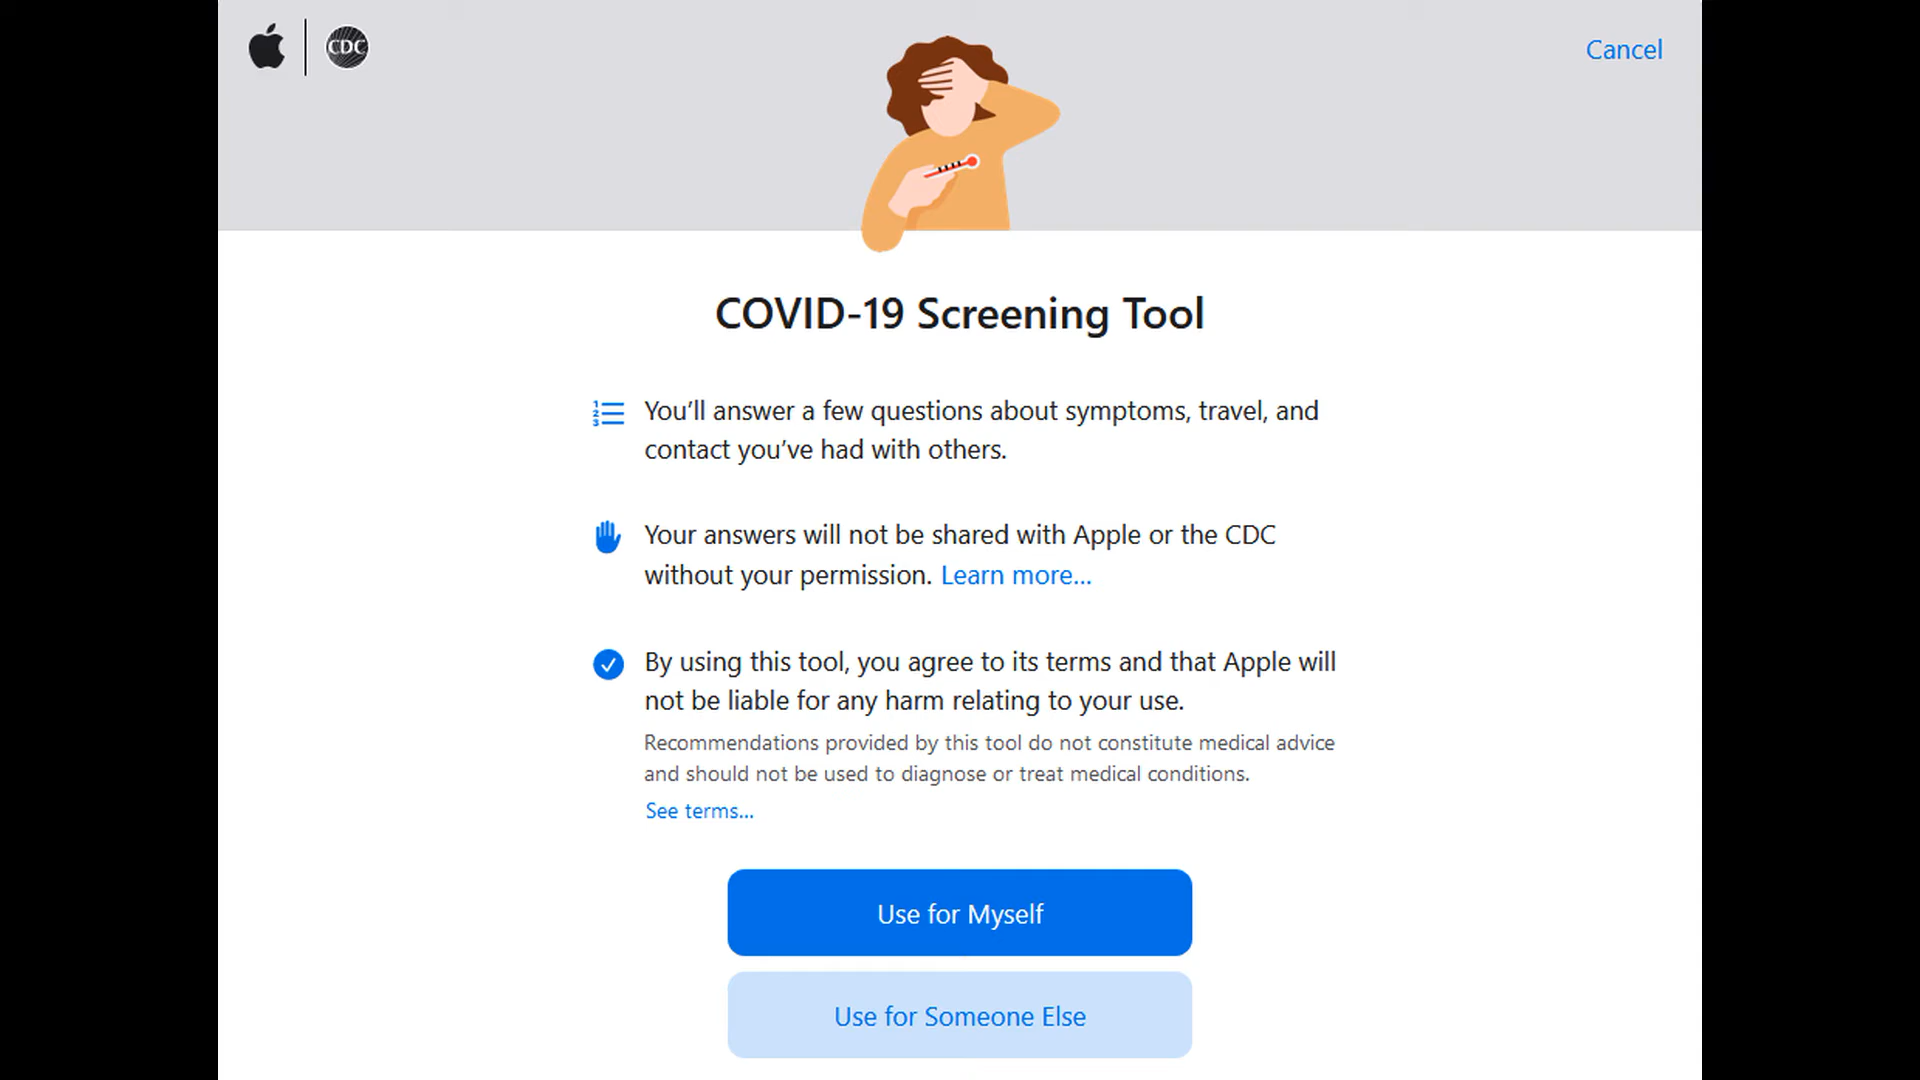 CDC
Cancel
COVID-19 Screening Tool
1
2
3
You’ll answer a few questions about symptoms, travel, and
contact you’ve had with others.
Your answers will not be shared with Apple or the CDC
without your permission. Learn more...
By using this tool, you agree to its terms and that Apple will
not be liable for any harm relating to your use.
Recommendations provided by this tool do not constitute medical advice
and should not be used to diagnose or treat medical conditions.
See terms...
Use for Myself
Use for Someone Else